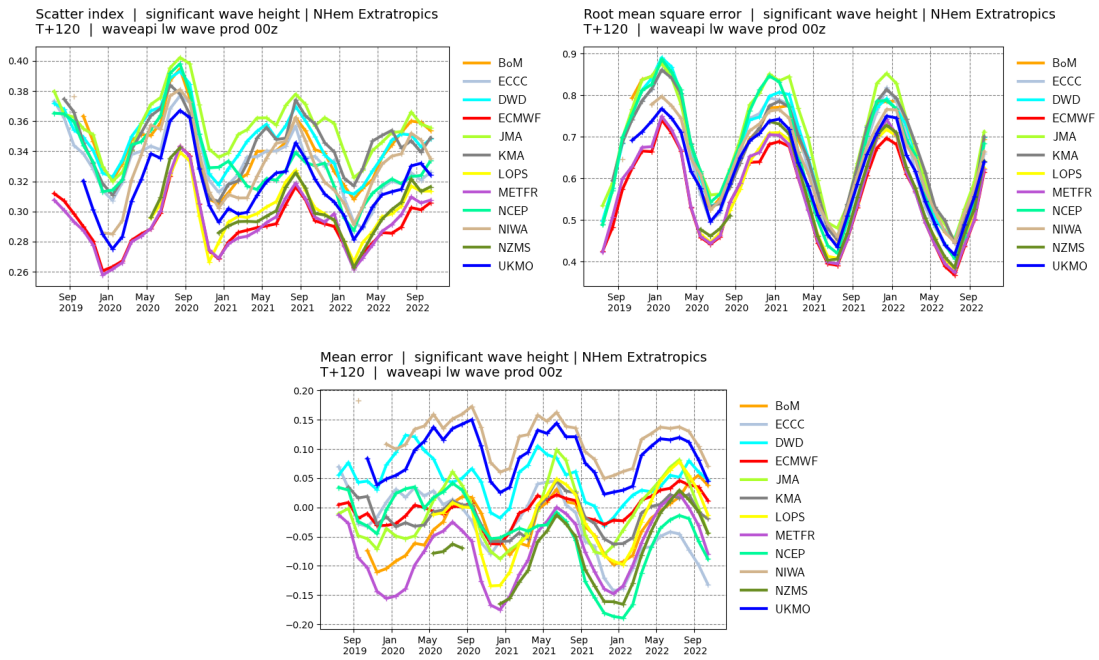 Scatter index | significant wave height | NHem Extratropics
T+120 | waveapi lw wave prod 00z
0.40
0.38
0.36
0.34
0.32
0.30
0.28
0.26
Sep Jan May Sep Jan May Sep Jan May Sep
2019 2020 2020 2020 2021 2021 2021 2022 2022 2022
BoM
ECCC
DWD
ECMWF
JMA
KMA
LOPS
METFR
NCEP
NIWA
NZMS
UKMO
Root mean square error | significant wave height | NHem Extratropics
T+120 | waveapi lw wave prod 00z
0.9
0.8
0.7
0.6
0.5
0.4
Sep Jan May Sep Jan May Sep Jan May Sep
2019 2020 2020 2020 2021 2021 2021 2022 2022 2022
BoM
ECCC
DWD
ECMWF
JMA
KMA
LOPS
METFR
NCEP
NIWA
NZMS
UKMO
Mean error | significant wave height | NHem Extratropics
T+120 | waveapi lw wave prod 00z
0.20
0.15
0.10
0.05
0.00
−0.05
−0.10
−0.15
−0.20
Sep Jan May Sep Jan May Sep Jan May Sep
2019 2020 2020 2020 2021 2021 2021 2022 2022 2022
BoM
ECCC
DWD
ECMWF
JMA
KMA
LOPS
METFR
NCEP
NIWA
NZMS
UKMO